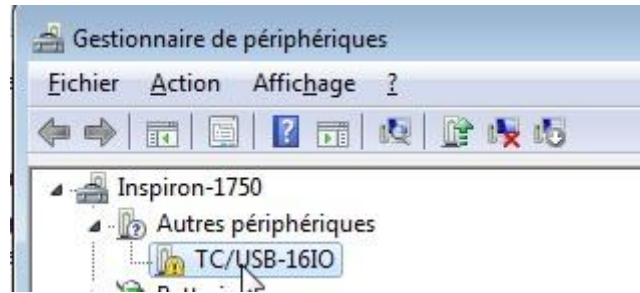 Gestionnaire de périphériques
Fichier Action Affichage ?
Inspiron-1750
Autres périphériques
TC/USB-16IO